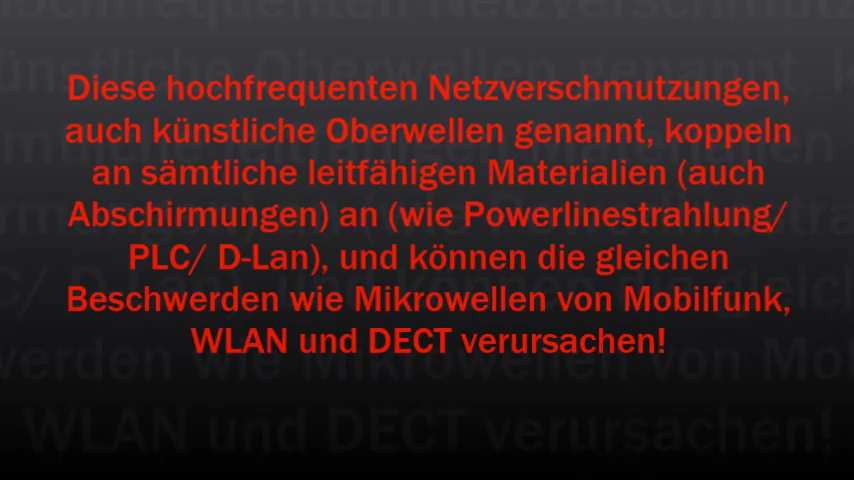 Diese hochfrequenten Netzverschmutzungen,
auch künstliche Oberwellen genannt, koppeln
an sämtliche leitfähigen Materialien (auch
Abschirmungen) an (wie Powerlinestrahlung/
PLC/ D-Lan), und können die gleichen
Beschwerden wie Mikrowellen von Mobilfunk,
WLAN und DECT verursachen!